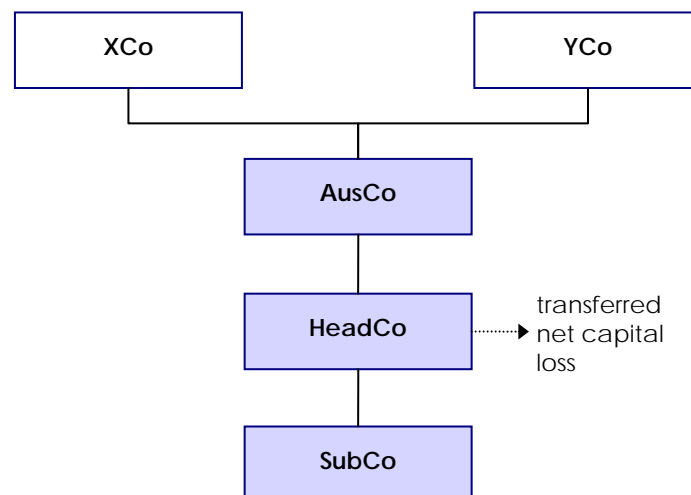 XCo
YCo
AusCo
HeadCo
transferred
net capital
loss
SubCo